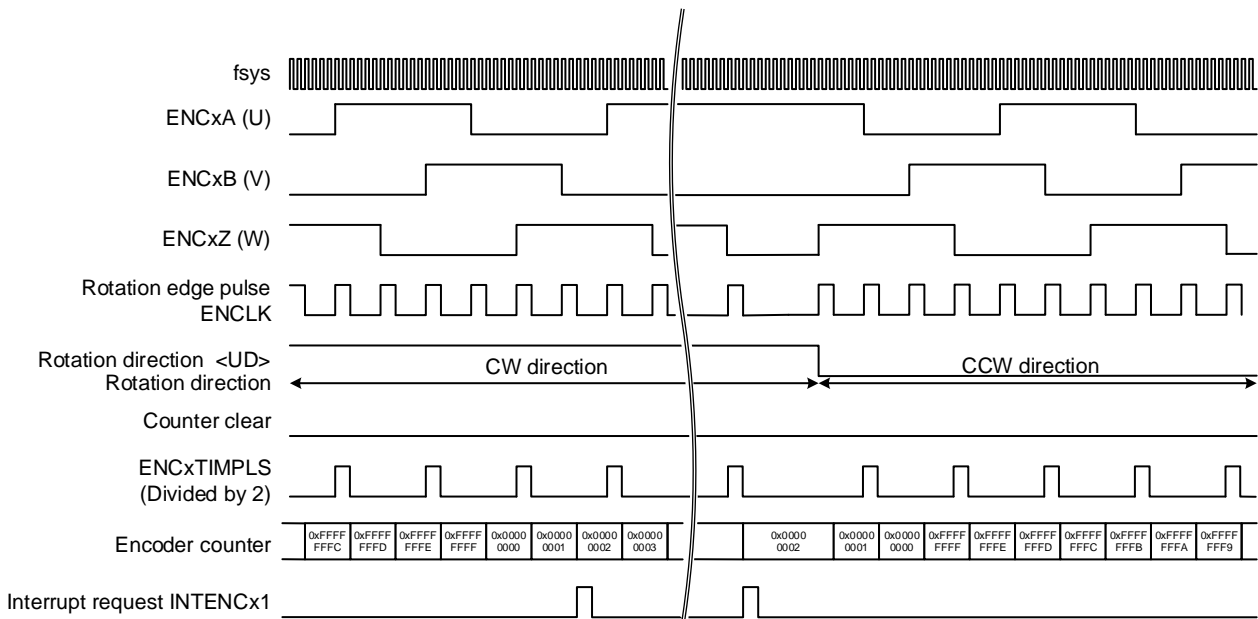 fsys
ENCxA (U)
ENCxB (V)
ENCxZ (W)
Rotation edge pulse
ENCLK
Rotation direction <UD>
Rotation direction
CW direction
CCW direction
Counter clear
ENCxTIMPLS
(Divided by 2)
Encoder counter
0xFFFF 0xFFFF 0xFFFF 0xFFFF 0x0000 0x0000 0x0000 0x0000 0x0000 0x0000 0x0000 0xFFFF 0xFFFF 0xFFFF 0xFFFF 0xFFFF 0xFFFF 0xFFFF
FFFC FFFD FFFE FFFF 0000 0001 0002 0003 0002 0001 0000 FFFF FFFE FFFD FFFC FFFB FFFA FFF9
Interrupt request INTENCx1